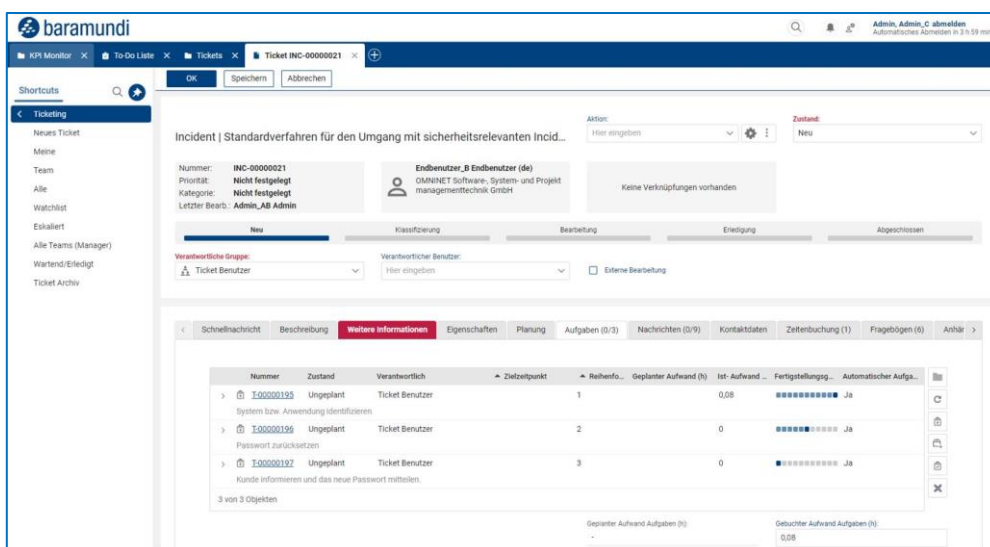 baramundi
Admin, Admin_C abmelden
Automatisches Abmelden in 3 h 59 min
KPI Monitor
To-Do Liste
Tickets
Ticket INC-00000021
Shortcuts
OK
Speichern
Abbrechen
Ticketing
Neues Ticket
Meine
Team
Alle
Watchlist
Eskaliert
Alle Teams (Manager)
Wartend/Erledigt
Ticket Archiv
Incident | Standardverfahren für den Umgang mit sicherheitsrelevanten Incid...
Aktion:
Hier eingeben
Zustand:
Neu
Nummer: INC-00000021
Priorität: Nicht festgelegt
Kategorie: Nicht festgelegt
Letzter Bearb.: Admin_AB Admin
Endbenutzer_B Endbenutzer (de)
OMNINET Software-, System- und Projekt
managementtechnik GmbH
Keine Verknüpfungen vorhanden
Neu
Klassifizierung
Bearbeitung
Erledigung
Abgeschlossen
Verantwortliche Gruppe:
Ticket Benutzer
Verantwortlicher Benutzer:
Hier eingeben
Externe Bearbeitung
Schnellnachricht
Beschreibung
Weitere Informationen
Eigenschaften
Planung
Aufgaben (0/3)
Nachrichten (0/9)
Kontaktdaten
Zeitenbuchung (1)
Fragebögen (6)
Anhär
Nummer Zustand Verantwortlich Zielzeitpunkt Reihenfo... Geplanter Aufwand (h) Ist- Aufwand ... Fertigstellungsg... Automatischer Aufga...
T-00000195 Ungeplant Ticket Benutzer 1 0,08 Ja
System bzw. Anwendung identifizieren
T-00000196 Ungeplant Ticket Benutzer 2 0 Ja
Passwort zurücksetzen
T-00000197 Ungeplant Ticket Benutzer 3 0 Ja
Kunde informieren und das neue Passwort mitteilen.
3 von 3 Objekten
Geplanter Aufwand Aufgaben (h):
-
Gebuchter Aufwand Aufgaben (h):
0,08